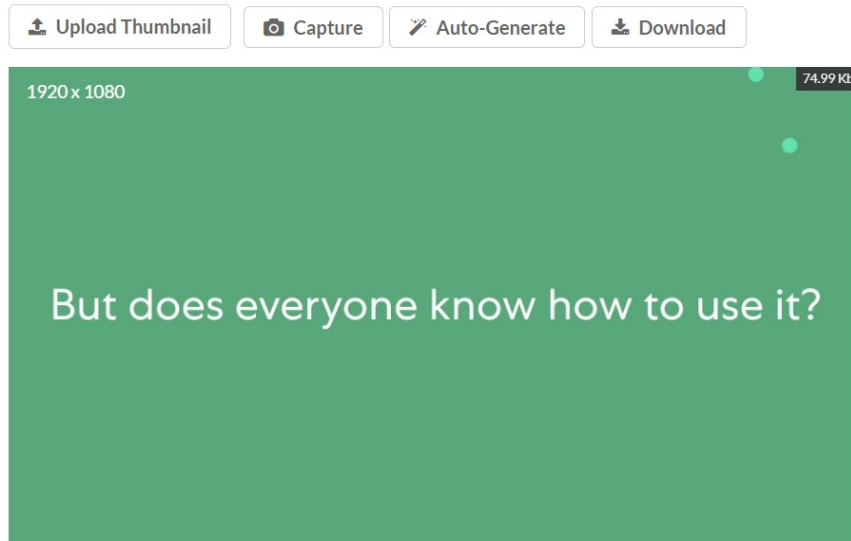 Upload Thumbnail Capture Auto-Generate Download
1920 x 1080 74.99 Kb
But does everyone know how to use it?